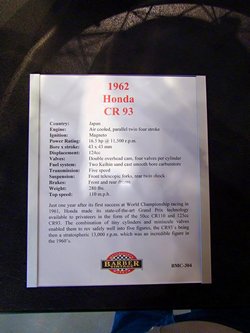 1962
Honda
CR 93
Country: Japan
Engine: Air cooled, parallel twin four stroke
Ignition: Magneto
Power Rating: 16.5 hp @ 11,500 r.p.m.
Bore x stroke: 43 x 43 mm
Displacement: 124cc
Valves: Double overhead cam, four valves per cylinder
Fuel system: Two Keihin sand cast smooth bore carburetors
Transmission: Five speed
Suspension: Front telescopic forks, rear twin shock
Brakes: Front and rear drums
Weight: 280 lbs.
Top speed: 110 m.p.h.
Just one year after its first success at World Championship racing in
1961, Honda made its state-of-the-art Grand Prix technology
available to privateers in the form of the 50cc CR110 and 125cc
CR93. The combination of tiny cylinders and miniscule valves
enabled them to rev safely well into five figures, the CR93's being
then a stratospheric 13,000 r.p.m. which was an incredible figure in
the 1960's.
BARBER
BMC-304